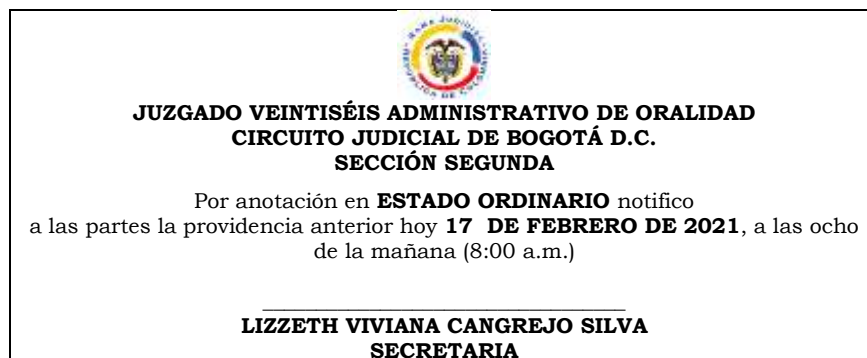 JUZGADO VEINTISÉIS ADMINISTRATIVO DE ORALIDAD
CIRCUITO JUDICIAL DE BOGOTÁ D.C.
SECCIÓN SEGUNDA
Por anotación en ESTADO ORDINARIO notifico
a las partes la providencia anterior hoy 17 DE FEBRERO DE 2021, a las ocho
de la mañana (8:00 a.m.)
LIZZETH VIVIANA CANGREJO SILVA
SECRETARIA